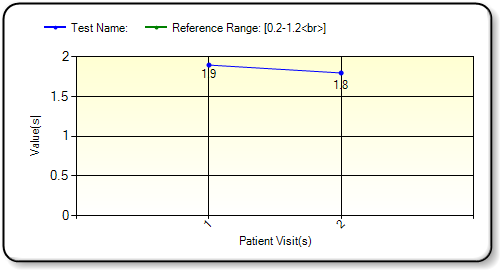 Test Name: Reference Range: [0.2-1.2<br>]
2
1.9
1.8
1.5
Value(s)
1
0.5
0
1 2
Patient Visit(s)